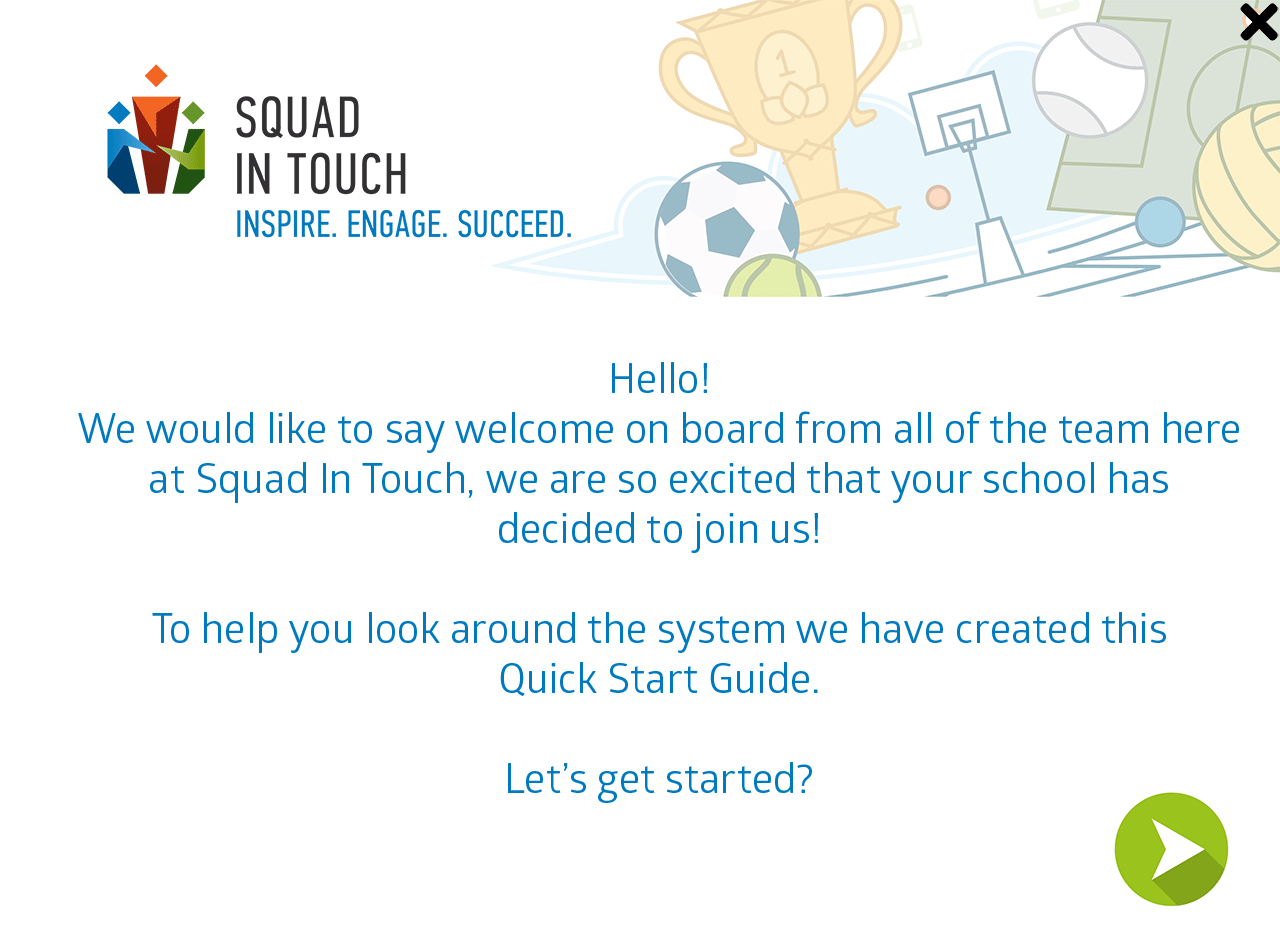 SQUAD
IN TOUCH
INSPIRE. ENGAGE. SUCCEED.
1
Hello!
We would like to say welcome on board from all of the team here
at Squad In Touch, we are so excited that your school has
decided to join us!
To help you look around the system we have created this
Quick Start Guide.
Let’s get started?